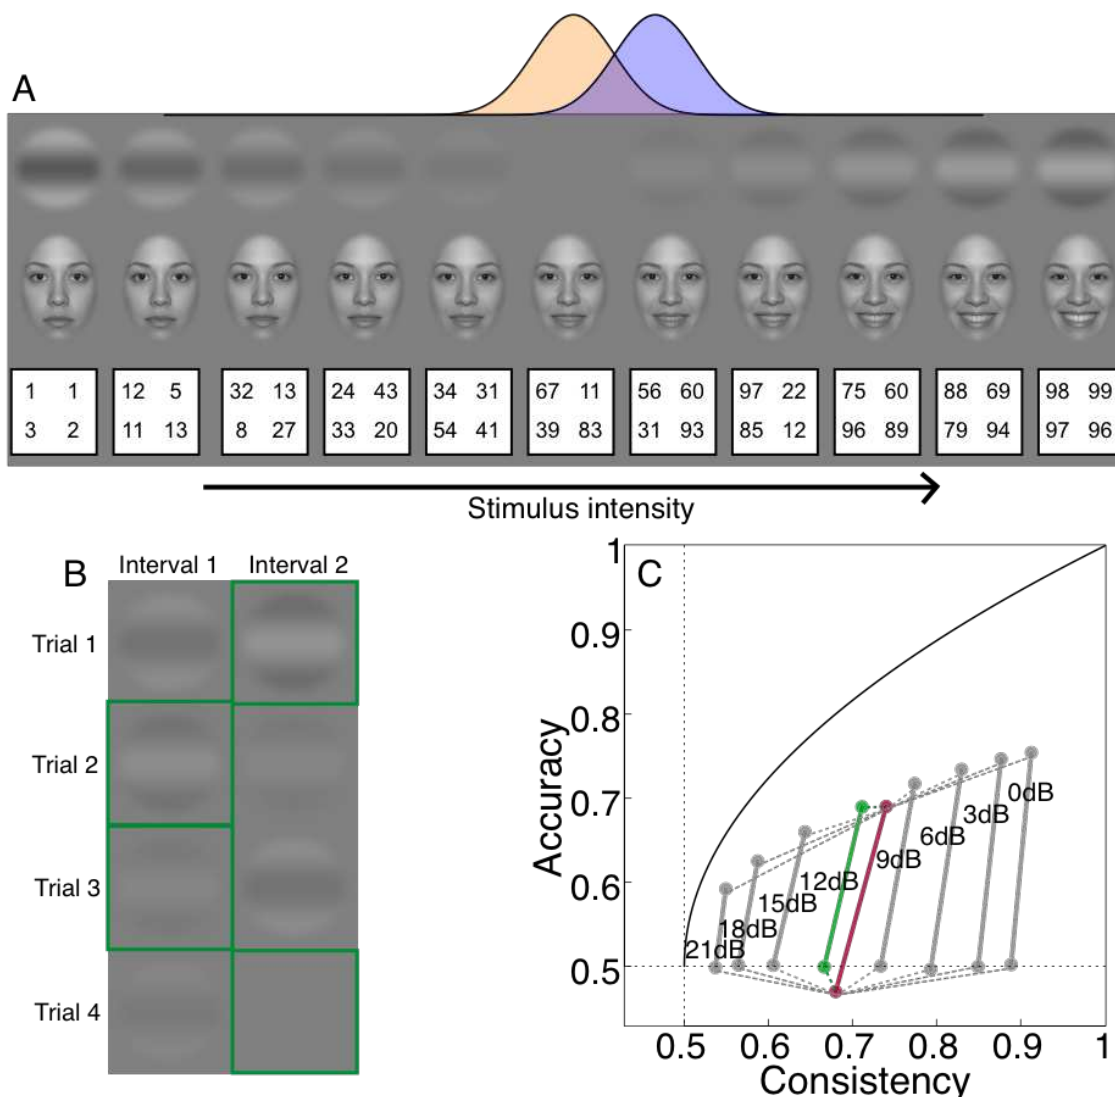 A
1 1 12 5 32 13 24 43 34 31 67 11 56 60 97 22 75 60 88 69 98 99
3 2 11 13 8 27 33 20 54 41 39 83 31 93 85 12 96 89 79 94 97 96
Stimulus intensity
B
Interval 1 Interval 2
Trial 1
Trial 2
Trial 3
Trial 4
C
1
0.9
0.8
0.7
0.6
0.5
Accuracy
0dB
3dB
6dB
9dB
12dB
15dB
18dB
21dB
0.5 0.6 0.7 0.8 0.9 1
Consistency